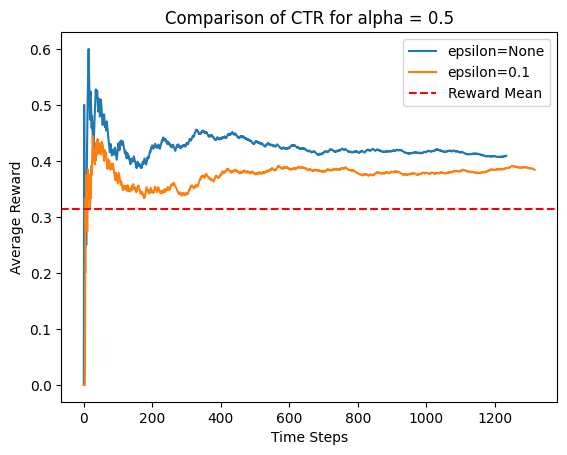 Comparison of CTR for alpha = 0.5
epsilon=None
epsilon=0.1
Reward Mean
Average Reward
0.6
0.5
0.4
0.3
0.2
0.1
0.0
0 200 400 600 800 1000 1200
Time Steps